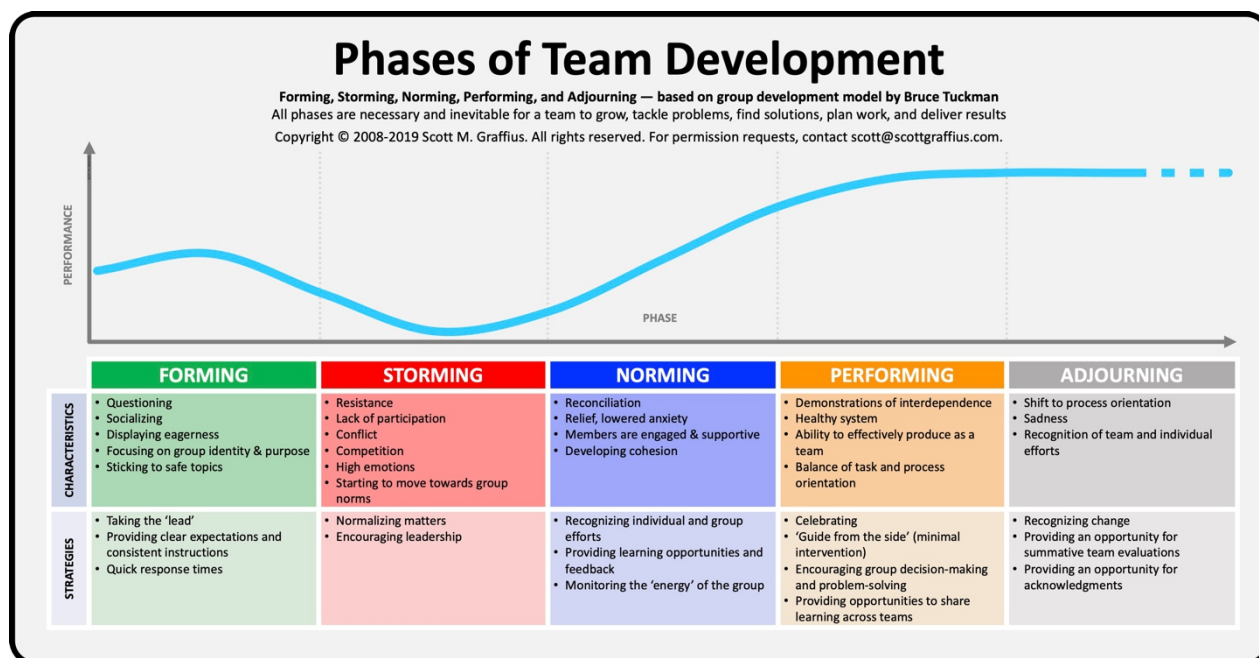 Phases of Team Development
Forming, Storming, Norming, Performing, and Adjourning — based on group development model by Bruce Tuckman
All phases are necessary and inevitable for a team to grow, tackle problems, find solutions, plan work, and deliver results
Copyright © 2008-2019 Scott M. Graffius. All rights reserved. For permission requests, contact scott@scottgraffius.com.
PERFORMANCE
PHASE
FORMING
STORMING
NORMING
PERFORMING
ADJOURNING
CHARACTERISTICS
• Questioning
• Socializing
• Displaying eagerness
• Focusing on group identity & purpose
• Sticking to safe topics
• Resistance
• Lack of participation
• Conflict
• Competition
• High emotions
• Starting to move towards group
norms
• Reconciliation
• Relief, lowered anxiety
• Members are engaged & supportive
• Developing cohesion
• Demonstrations of interdependence
• Healthy system
• Ability to effectively produce as a
team
• Balance of task and process
orientation
• Shift to process orientation
• Sadness
• Recognition of team and individual
efforts
STRATEGIES
• Taking the ‘lead’
• Providing clear expectations and
consistent instructions
• Quick response times
• Normalizing matters
• Encouraging leadership
• Recognizing individual and group
efforts
• Providing learning opportunities and
feedback
• Monitoring the ‘energy’ of the group
• Celebrating
• ‘Guide from the side’ (minimal
intervention)
• Encouraging group decision-making
and problem-solving
• Providing opportunities to share
learning across teams
• Recognizing change
• Providing an opportunity for
summative team evaluations
• Providing an opportunity for
acknowledgments